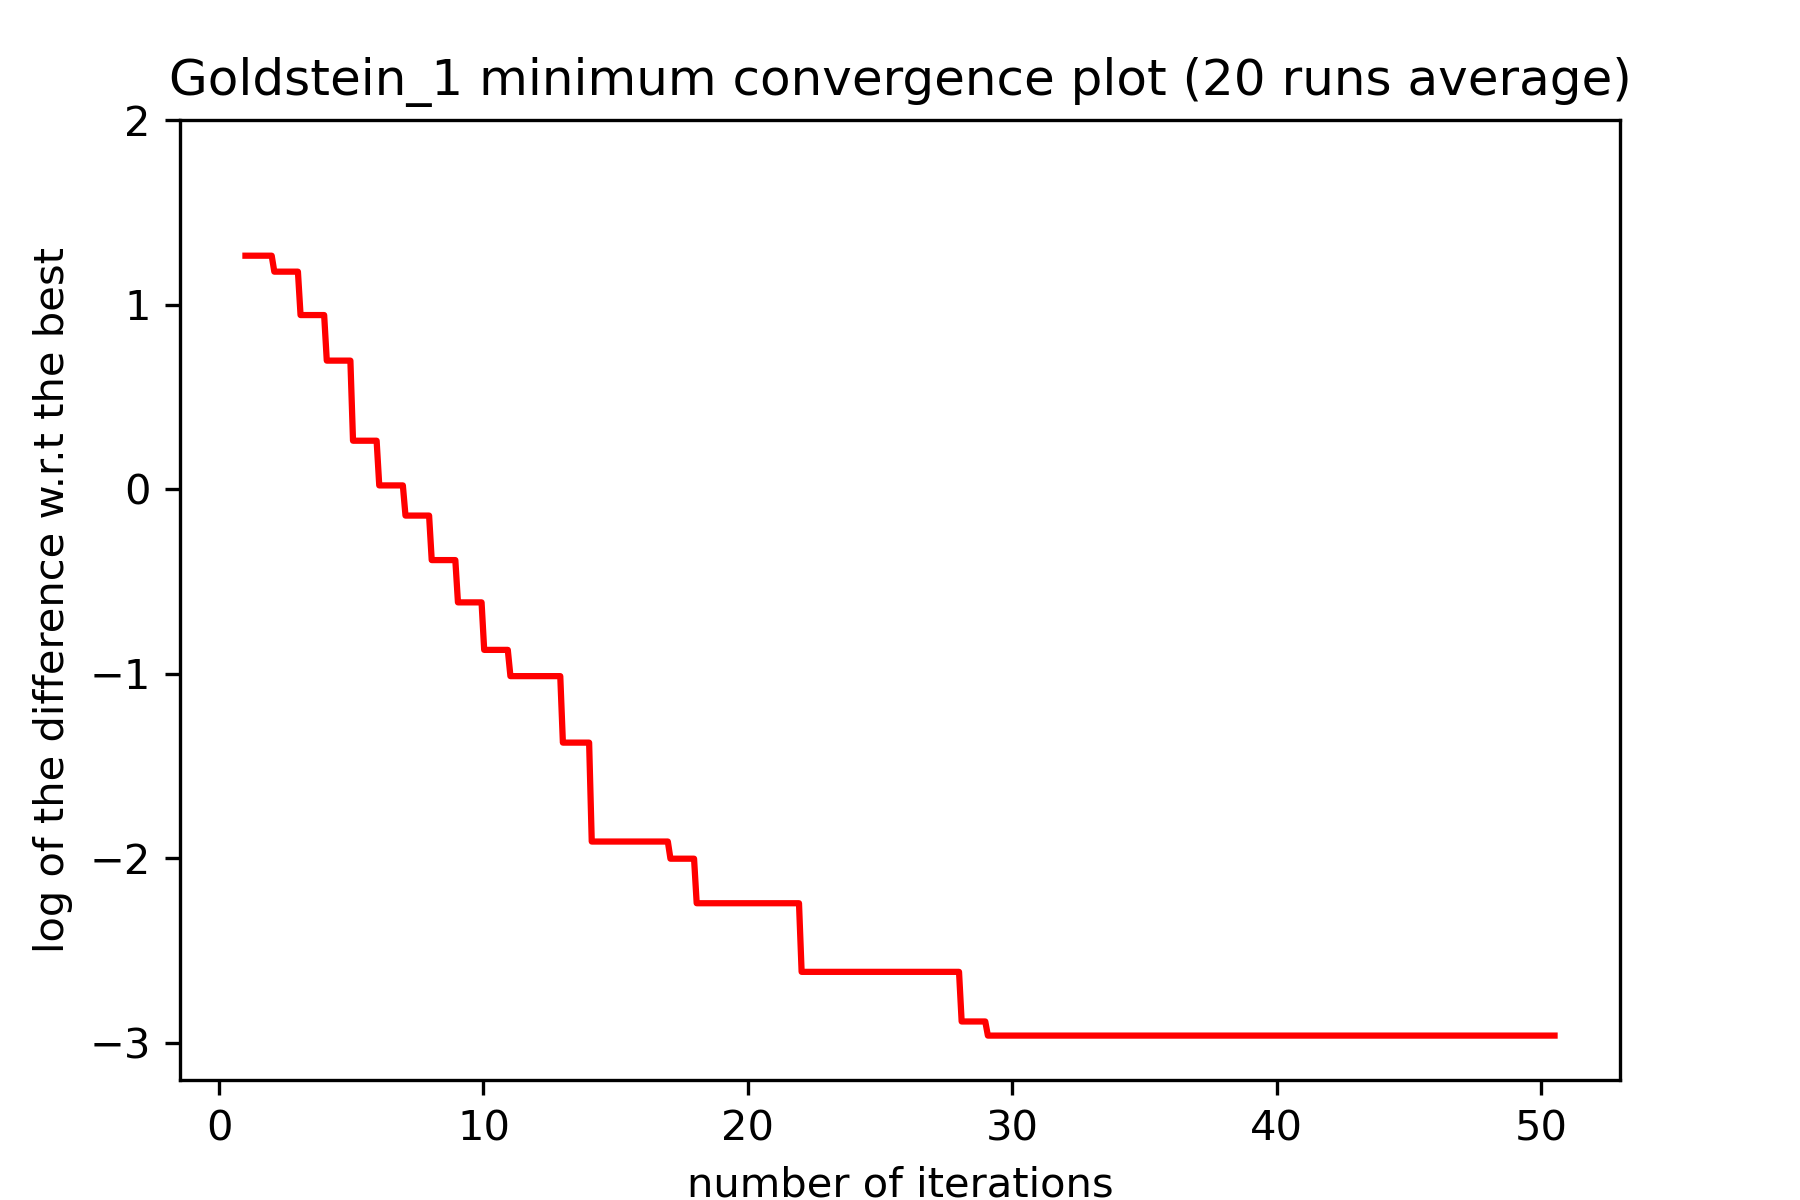 Goldstein_1 minimum convergence plot (20 runs average)
log of the difference w.r.t the best
2
1
0
−1
−2
−3
0 10 20 30 40 50
number of iterations